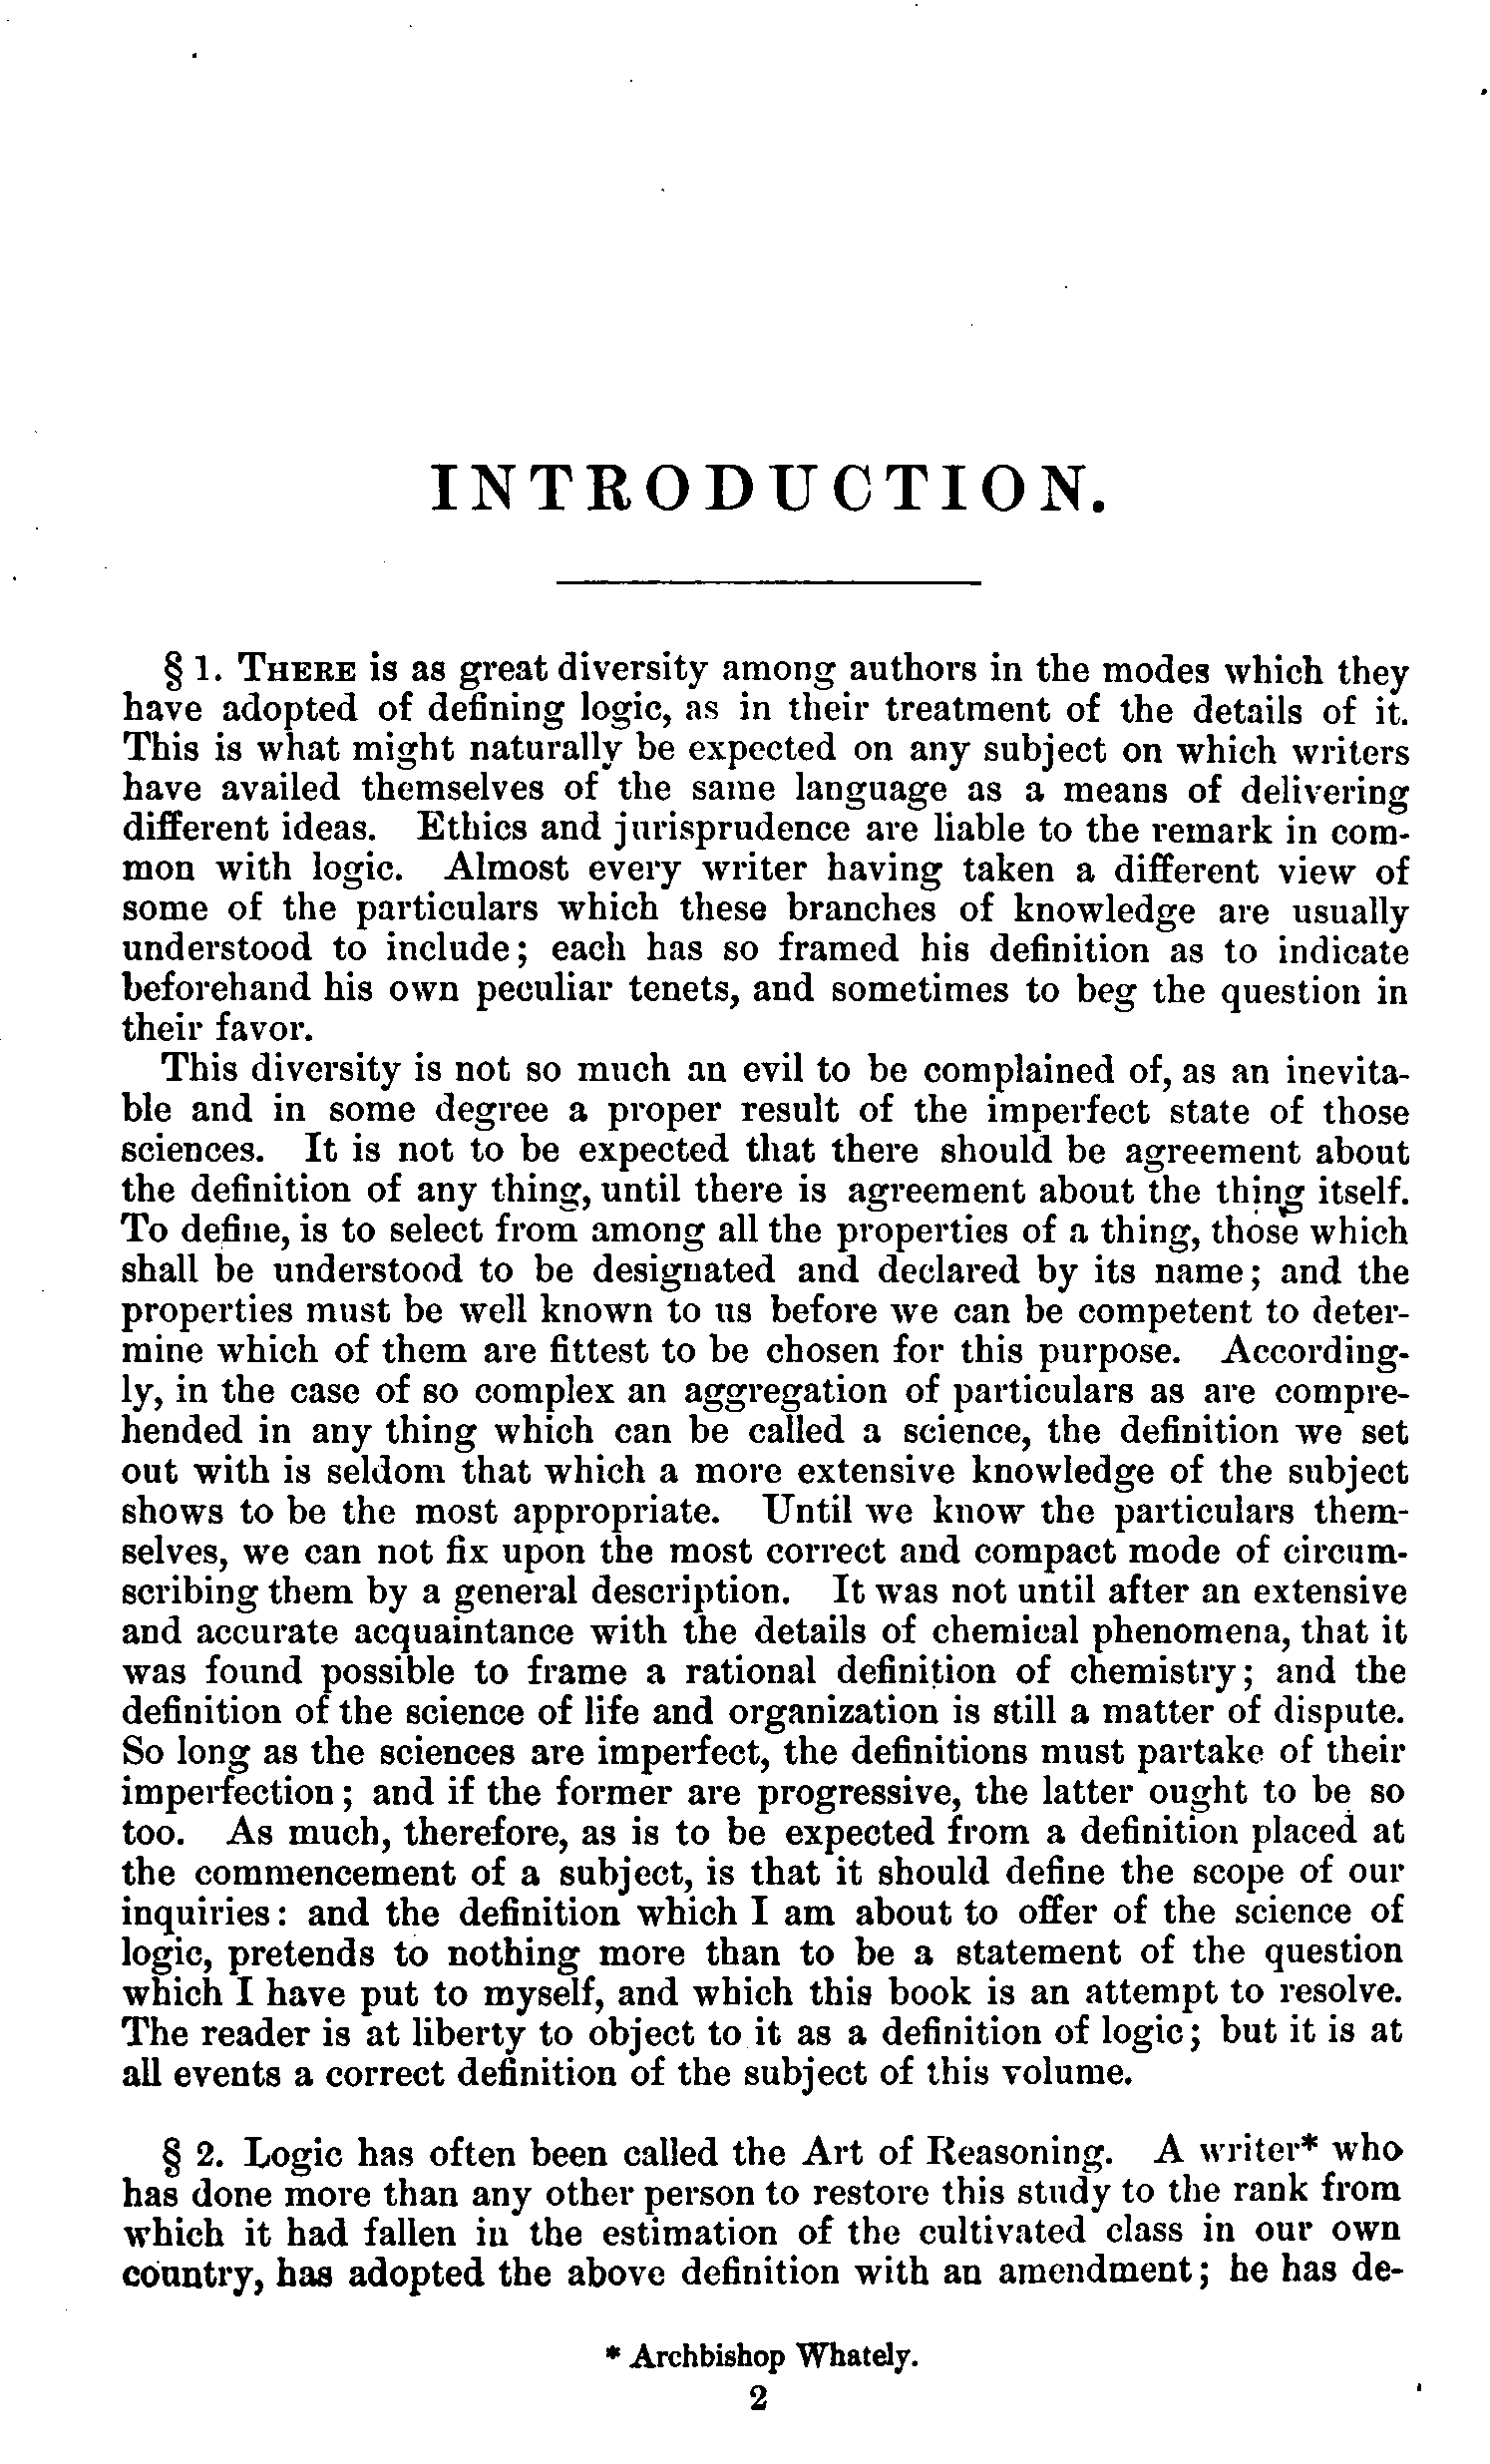 INTRODUCTION.
§ 1. THERE is as great diversity among authors in the modes which they
have adopted of defining logic, as in their treatment of the details of it.
This is what might naturally be expected on any subject on which writers
have availed themselves of the same language as a means of delivering
different ideas. Ethics and jurisprudence are liable to the remark in com-
mon with logic. Almost every writer having taken a different view of
some of the particulars which these branches of knowledge are usually
understood to include; each has so framed his definition as to indicate
beforehand his own peculiar tenets, and sometimes to beg the question in
their favor.
This diversity is not so much an evil to be complained of, as an inevita-
ble and in some degree a proper result of the imperfect state of those
sciences. It is not to be expected that there should be agreement about
the definition of any thing, until there is agreement about the thing itself.
To define, is to select from among all the properties of a thing, those which
shall be understood to be designated and declared by its name; and the
properties must be well known to us before we can be competent to deter-
mine which of them are fittest to be chosen for this purpose. According-
ly, in the case of so complex an aggregation of particulars as are compre-
hended in any thing which can be called a science, the definition we set
out with is seldom that which a more extensive knowledge of the subject
shows to be the most appropriate. Until we know the particulars them-
selves, we can not fix upon the most correct and compact mode of circum-
scribing them by a general description. It was not until after an extensive
and accurate acquaintance with the details of chemical phenomena, that it
was found possible to frame a rational definition of chemistry; and the
definition of the science of life and organization is still a matter of dispute.
So long as the sciences are imperfect, the definitions must partake of their
imperfection; and if the former are progressive, the latter ought to be so
too. As much, therefore, as is to be expected from a definition placed at
the commencement of a subject, is that it should define the scope of our
inquiries: and the definition which I am about to offer of the science of
logic, pretends to nothing more than to be a statement of the question
which I have put to myself, and which this book is an attempt to resolve.
The reader is at liberty to object to it as a definition of logic; but it is at
all events a correct definition of the subject of this volume.
§ 2. Logic has often been called the Art of Reasoning. A writer* who
has done more than any other person to restore this study to the rank from
which it had fallen in the estimation of the cultivated class in our own
country, has adopted the above definition with an amendment; he has de-
* Archbishop Whately.
2